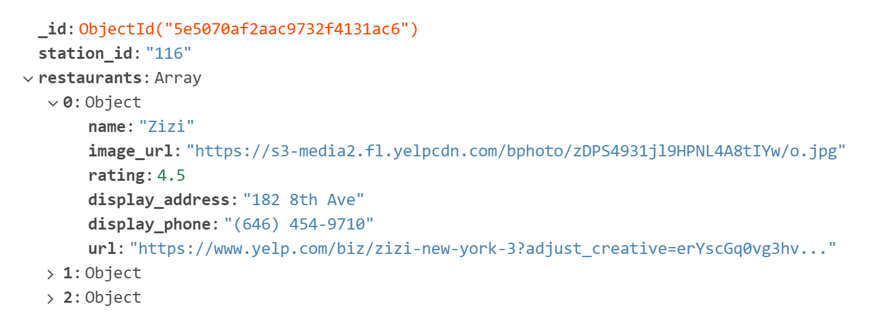 _id: ObjectId("5e5070af2aac9732f4131ac6")
station_id: "116"
restaurants: Array
0: Object
name: "Zizi"
image_url: "https://s3-media2.fl.yelpcdn.com/bphoto/zDPS4931jl9HPNL4A8tIYw/o.jpg"
rating: 4.5
display_address: "182 8th Ave"
display_phone: "(646) 454-9710"
url: "https://www.yelp.com/biz/zizi-new-york-3?adjust_creative=erYscGq0vg3hv..."
1: Object
2: Object